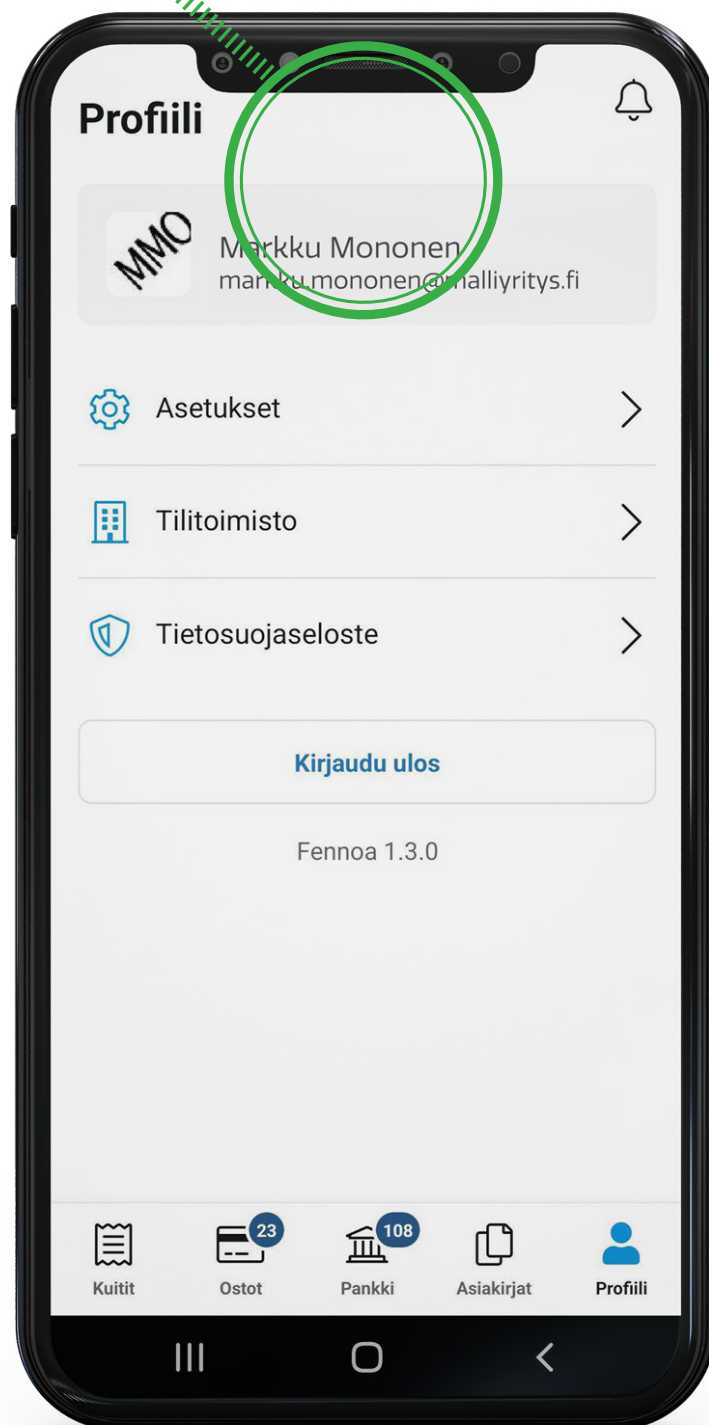 Profiili
MMO
Markku Mononen
markku.mononen@malliyritys.fi
Asetukset
Tilitoimisto
Tietosuojaseloste
Kirjaudu ulos
Fennoa 1.3.0
23
108
Kuitit
Ostot
Pankki
Asiakirjat
Profiili